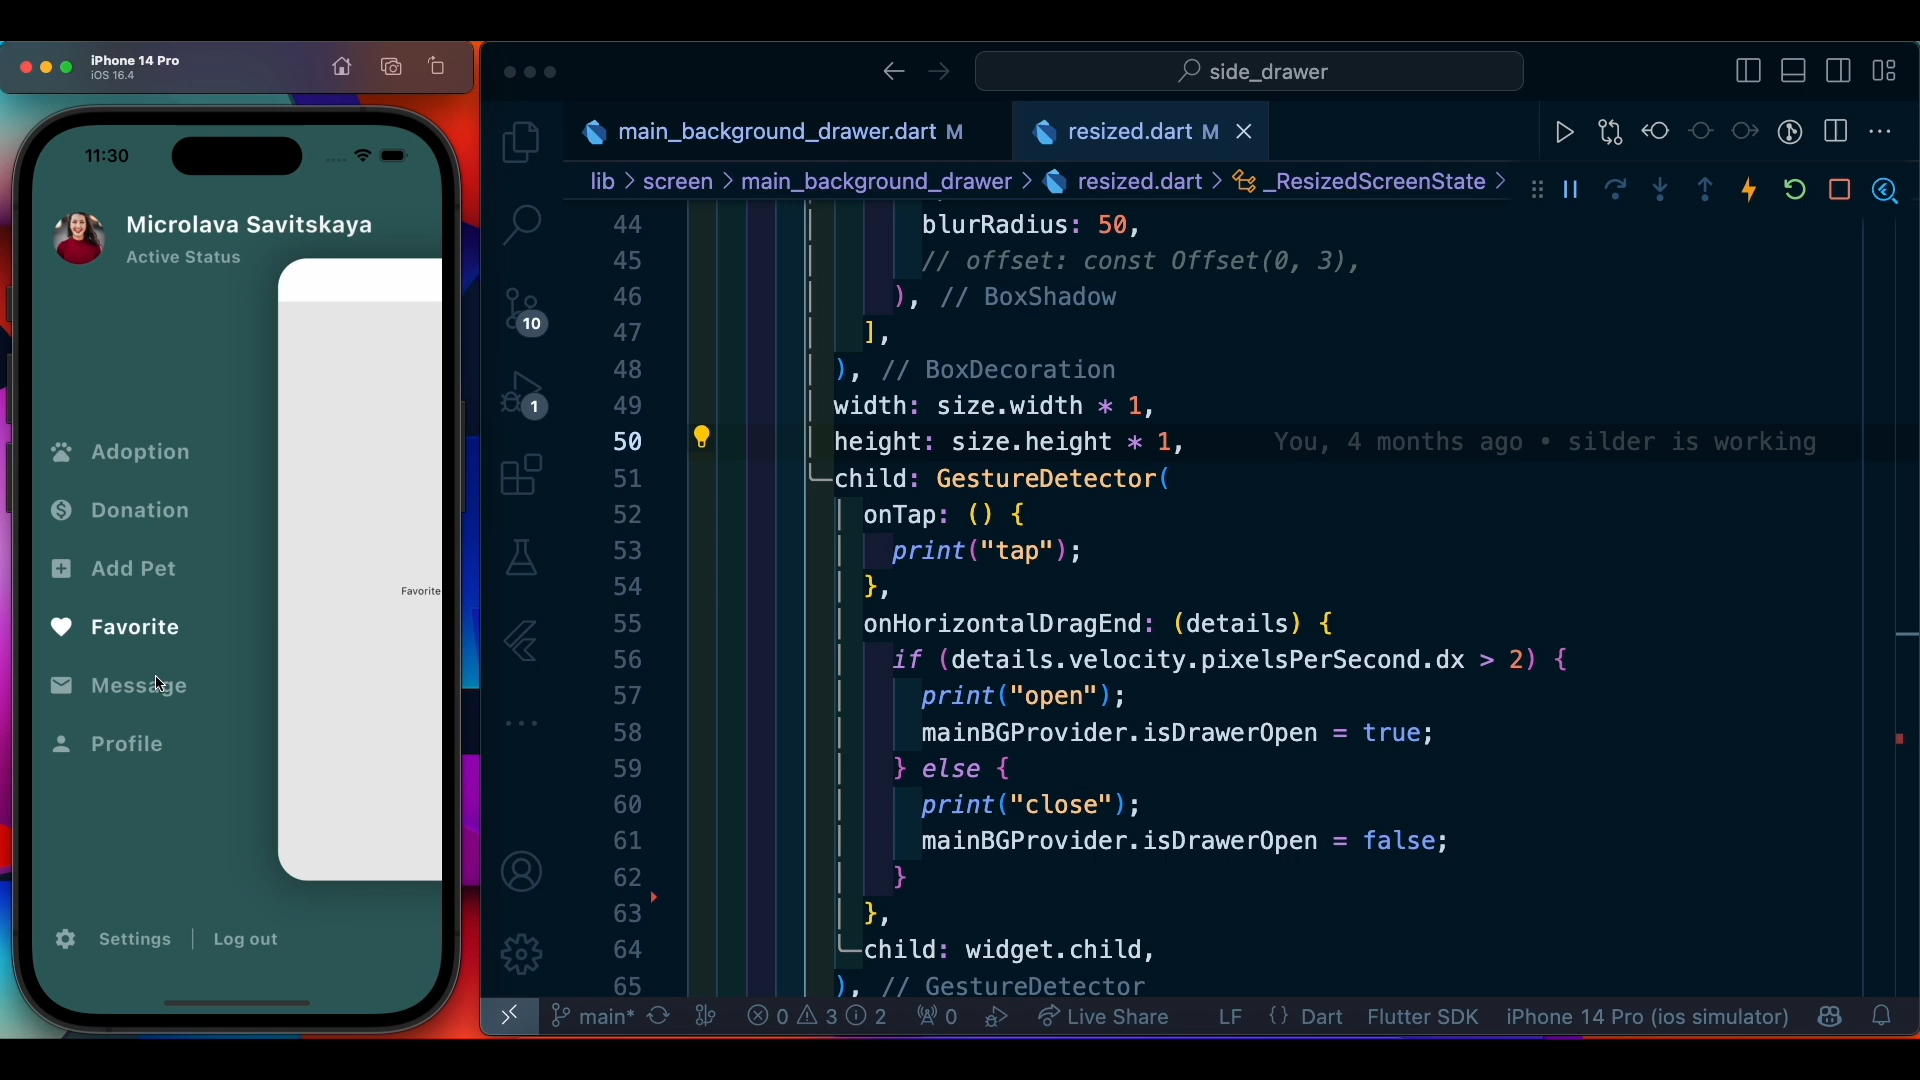 iPhone 14 Pro
iOS 16.4
11:30
Microlava Savitskaya
Active Status
Favorite
Adoption
Donation
Add Pet
Favorite
Message
Profile
Settings | Log out
side_drawer
main_background_drawer.dart M
resized.dart M
lib > screen > main_background_drawer > resized.dart > _ResizedScreenState >
10
1
44 blurRadius: 50,
45 // offset: const Offset(0, 3),
46 ), // BoxShadow
47 ],
48 ), // BoxDecoration
49 width: size.width * 1,
50 height: size.height * 1, You, 4 months ago • silder is working
51 child: GestureDetector(
52 onTap: () {
53 print("tap");
54 },
55 onHorizontalDragEnd: (details) {
56 if (details.velocity.pixelsPerSecond.dx > 2) {
57 print("open");
58 mainBGProvider.isDrawerOpen = true;
59 } else {
60 print("close");
61 mainBGProvider.isDrawerOpen = false;
62 }
63 },
64 child: widget.child,
65 ), // GestureDetector
main* 0 3 2 0 Live Share LF {} Dart Flutter SDK iPhone 14 Pro (ios simulator)